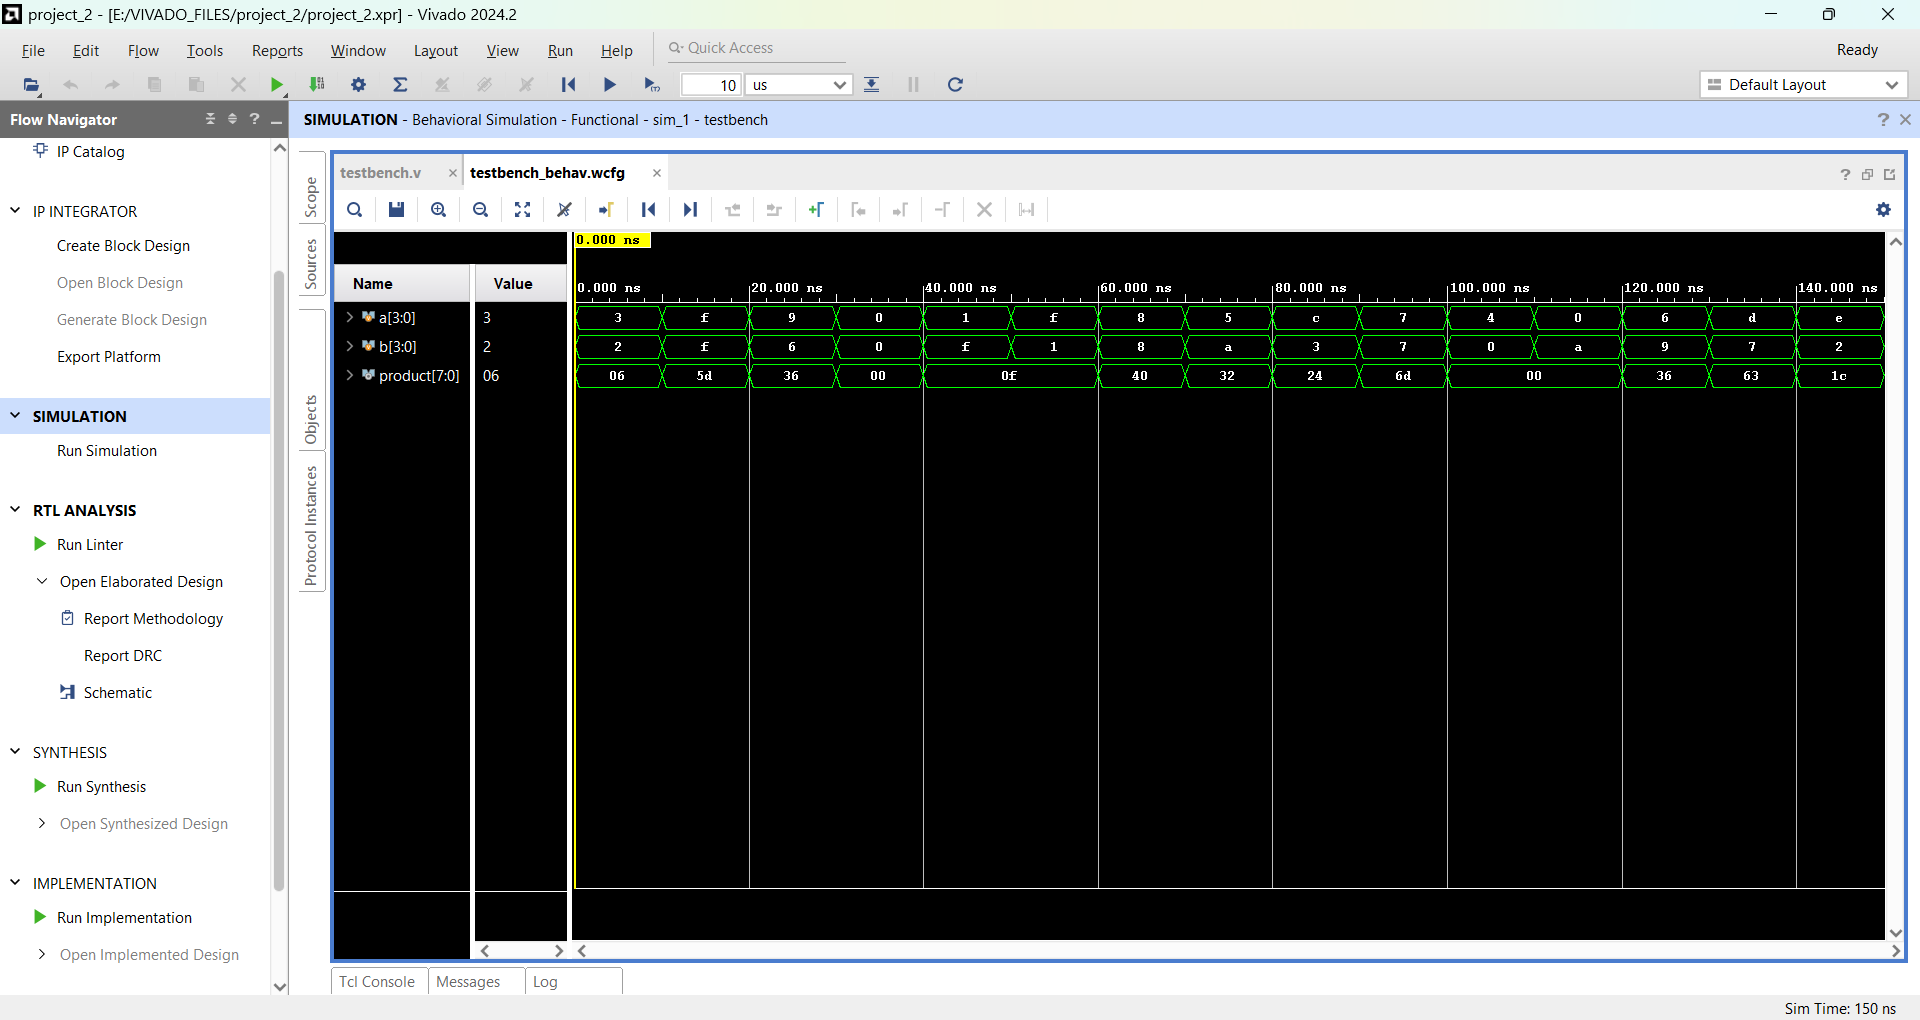 project_2 - [E:/VIVADO_FILES/project_2/project_2.xpr] - Vivado 2024.2
File Edit Flow Tools Reports Window Layout View Run Help Quick Access Ready
10 us Default Layout
Flow Navigator ? _
SIMULATION - Behavioral Simulation - Functional - sim_1 - testbench ?
IP Catalog
IP INTEGRATOR
Create Block Design
Open Block Design
Generate Block Design
Export Platform
SIMULATION
Run Simulation
RTL ANALYSIS
Run Linter
Open Elaborated Design
Report Methodology
Report DRC
Schematic
SYNTHESIS
Run Synthesis
Open Synthesized Design
IMPLEMENTATION
Run Implementation
Open Implemented Design
Scope
Sources
Objects
Protocol Instances
testbench.v × testbench_behav.wcfg × ?
0.000 ns
Name Value 0.000 ns 20.000 ns 40.000 ns 60.000 ns 80.000 ns 100.000 ns 120.000 ns 140.000 ns
a[3:0] 3 3 f 9 0 1 f 8 5 c 7 4 0 6 d e
b[3:0] 2 2 f 6 0 f 1 8 a 3 7 0 a 9 7 2
product[7:0] 06 06 5d 36 00 0f 40 32 24 6d 00 36 63 1c
Tcl Console Messages Log
Sim Time: 150 ns